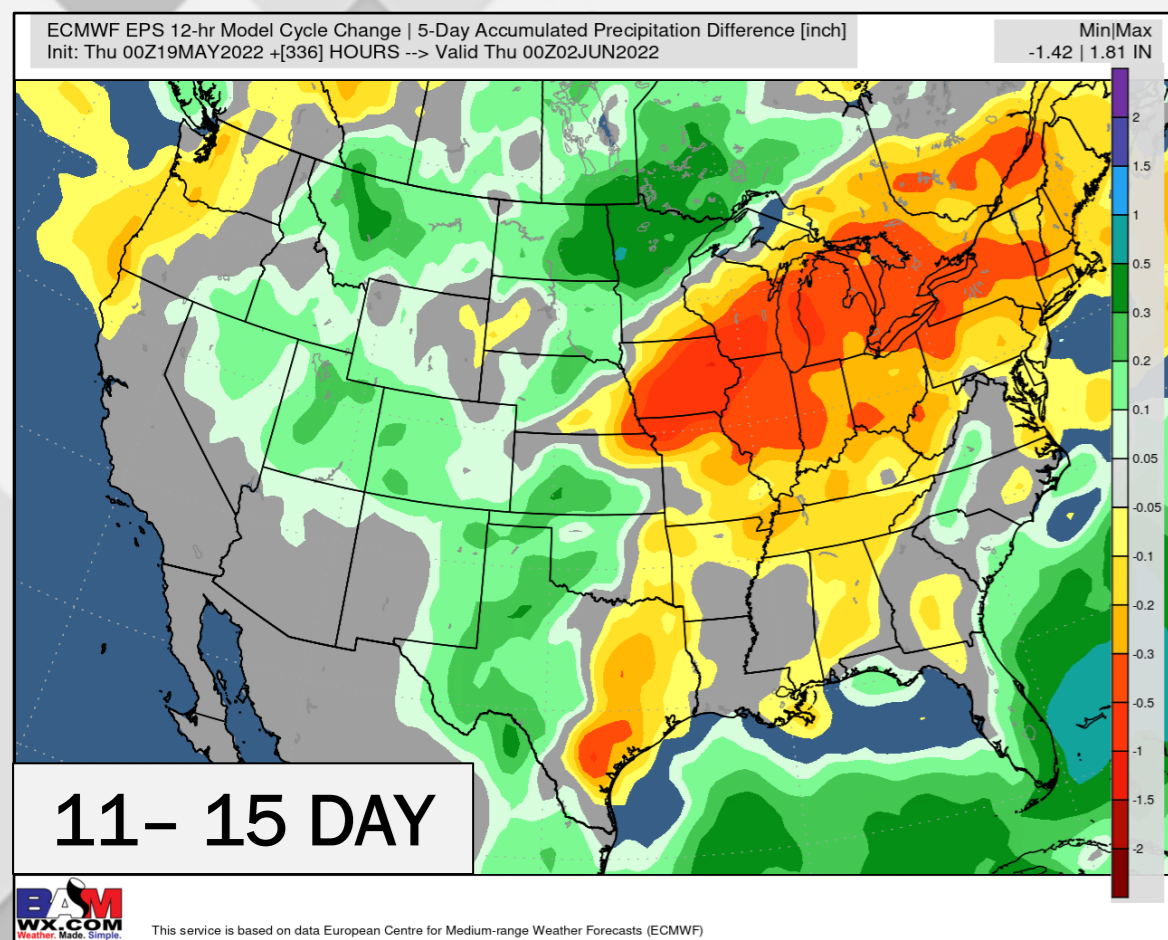 ECMWF EPS 12-hr Model Cycle Change | 5-Day Accumulated Precipitation Difference [inch]
Init: Thu 00Z19MAY2022 +[336] HOURS --> Valid Thu 00Z02JUN2022
Min|Max
-1.42 | 1.81 IN
2
1.5
1
0.5
0.3
0.2
0.1
0.05
-0.05
-0.1
-0.2
-0.3
-0.5
-1
-1.5
-2
11– 15 DAY
BAM
WX.COM
Weather. Made. Simple.
This service is based on data European Centre for Medium-range Weather Forecasts (ECMWF)